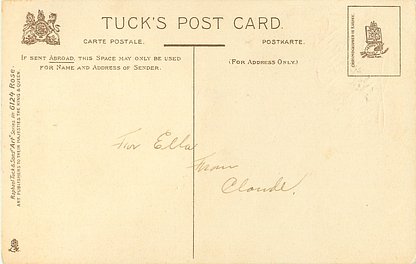 TUCK'S POST CARD.
CARTE POSTALE. POSTKARTE.
IF SENT ABROAD, THIS SPACE MAY ONLY BE USED
FOR NAME AND ADDRESS OF SENDER.
(FOR ADDRESS ONLY.)
Raphael Tuck & Sons' "Art" Series 6124 Rose.
ART PUBLISHERS TO THEIR MAJESTIES THE KING & QUEEN.
For Ella
From
Claude.